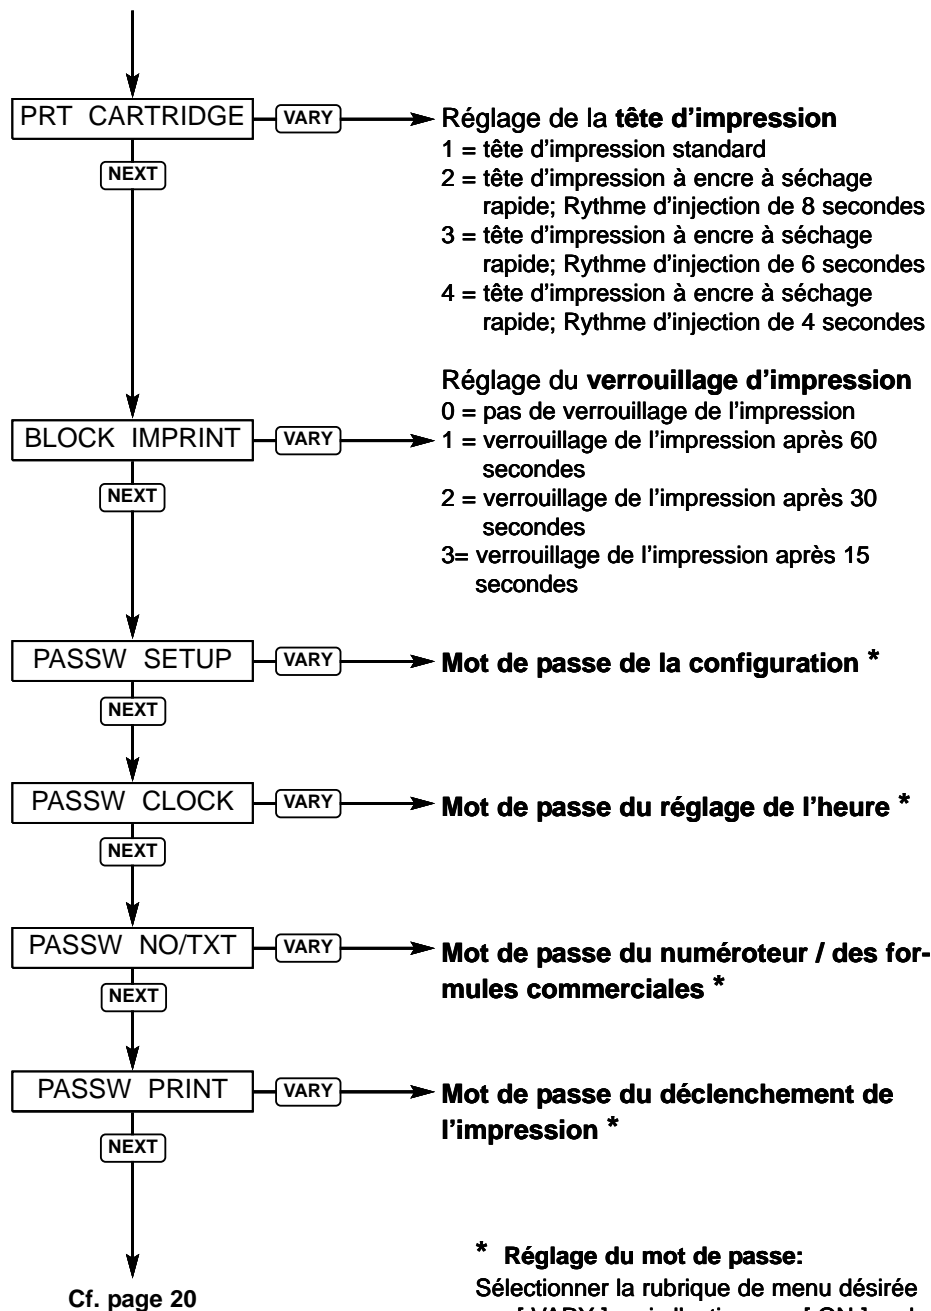 PRT CARTRIDGE
VARY
Réglage de la tête d'impression
1 = tête d'impression standard
2 = tête d'impression à encre à séchage
rapide; Rythme d'injection de 8 secondes
3 = tête d'impression à encre à séchage
rapide; Rythme d'injection de 6 secondes
4 = tête d'impression à encre à séchage
rapide; Rythme d'injection de 4 secondes
NEXT
BLOCK IMPRINT
VARY
Réglage du verrouillage d'impression
0 = pas de verrouillage de l'impression
1 = verrouillage de l'impression après 60
secondes
2 = verrouillage de l'impression après 30
secondes
3= verrouillage de l'impression après 15
secondes
NEXT
PASSW SETUP
VARY
Mot de passe de la configuration *
NEXT
PASSW CLOCK
VARY
Mot de passe du réglage de l'heure *
NEXT
PASSW NO/TXT
VARY
Mot de passe du numéroteur / des for-
mules commerciales *
NEXT
PASSW PRINT
VARY
Mot de passe du déclenchement de
l'impression *
NEXT
Cf. page 20
* Réglage du mot de passe:
Sélectionner la rubrique de menu désirée